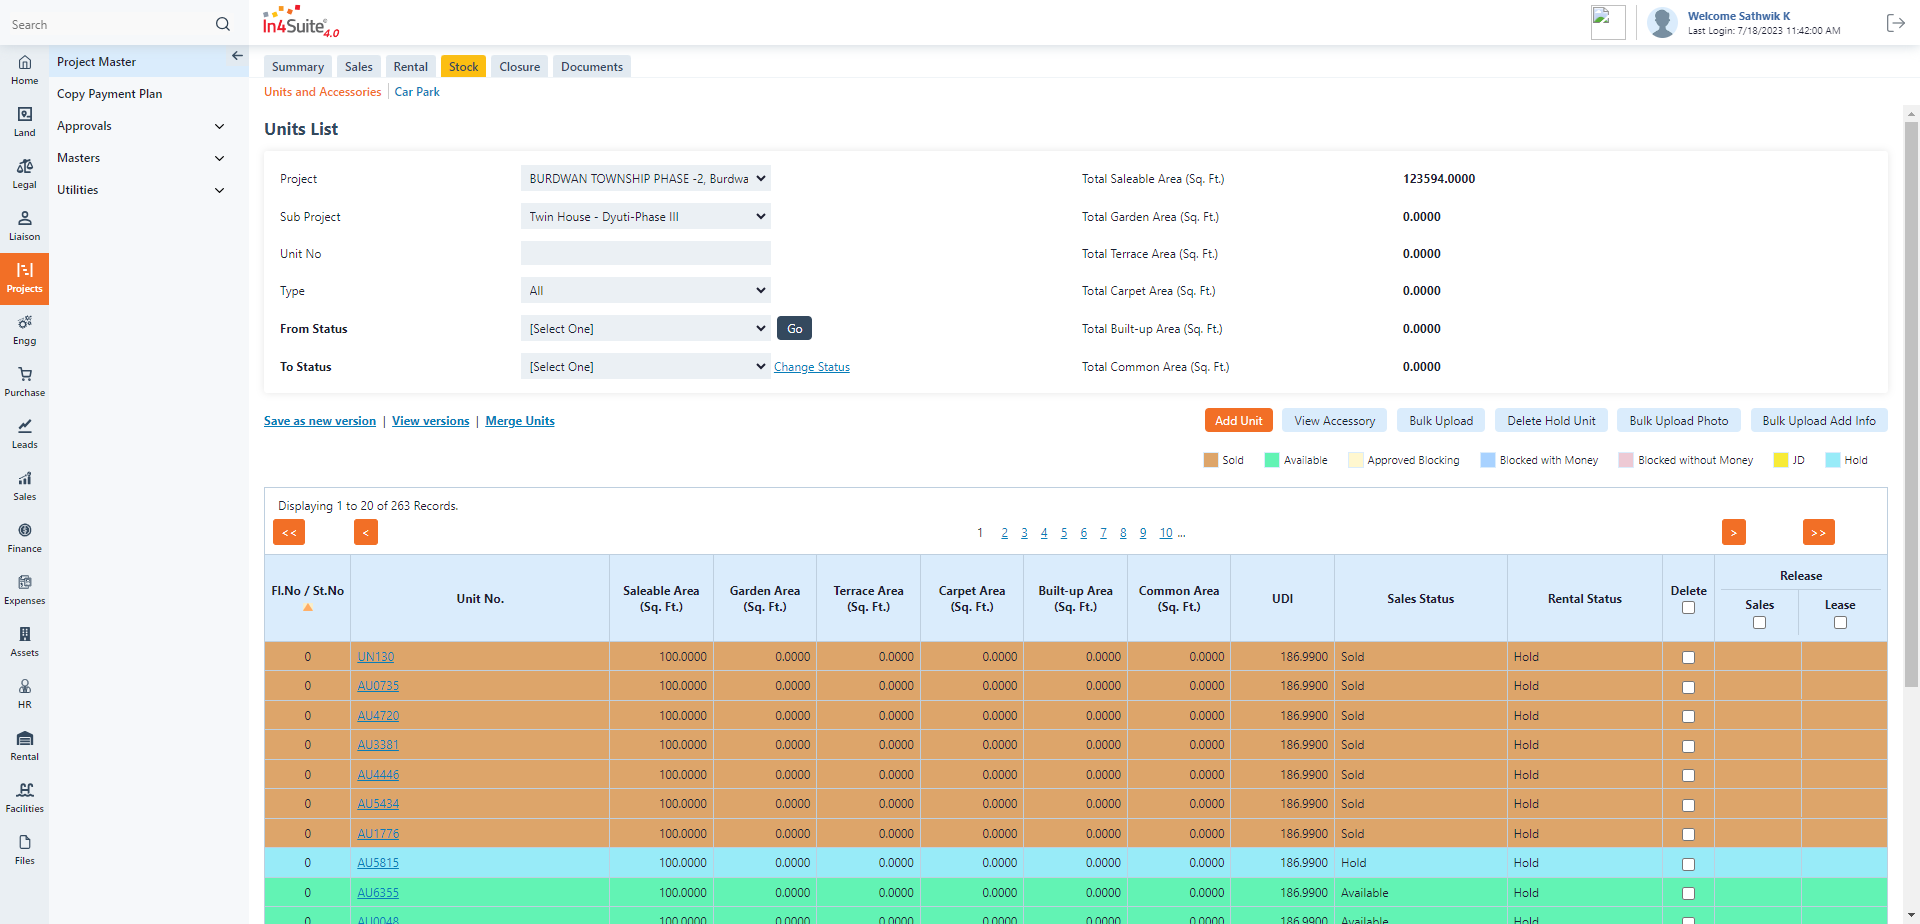 Search
In4Suite® 4.0
Welcome Sathwik K
Last Login: 7/18/2023 11:42:00 AM
Home
Land
Legal
Liaison
Projects
Engg
Purchase
Leads
Sales
Finance
Expenses
Assets
HR
Rental
Facilities
Files
Project Master
Copy Payment Plan
Approvals
Masters
Utilities
Summary Sales Rental Stock Closure Documents
Units and Accessories | Car Park
Units List
Project BURDWAN TOWNSHIP PHASE -2, Burdwa Total Saleable Area (Sq. Ft.) 123594.0000
Sub Project Twin House - Dyuti-Phase III Total Garden Area (Sq. Ft.) 0.0000
Unit No Total Terrace Area (Sq. Ft.) 0.0000
Type All Total Carpet Area (Sq. Ft.) 0.0000
From Status [Select One] Go Total Built-up Area (Sq. Ft.) 0.0000
To Status [Select One] Change Status Total Common Area (Sq. Ft.) 0.0000
Save as new version | View versions | Merge Units
Add Unit View Accessory Bulk Upload Delete Hold Unit Bulk Upload Photo Bulk Upload Add Info
Sold Available Approved Blocking Blocked with Money Blocked without Money JD Hold
Displaying 1 to 20 of 263 Records.
<< < 1 2 3 4 5 6 7 8 9 10 ... > >>
Fl.No / St.No Unit No. Saleable Area (Sq. Ft.) Garden Area (Sq. Ft.) Terrace Area (Sq. Ft.) Carpet Area (Sq. Ft.) Built-up Area (Sq. Ft.) Common Area (Sq. Ft.) UDI Sales Status Rental Status Delete Release Sales Lease
0 UN130 100.0000 0.0000 0.0000 0.0000 0.0000 0.0000 186.9900 Sold Hold
0 AU0735 100.0000 0.0000 0.0000 0.0000 0.0000 0.0000 186.9900 Sold Hold
0 AU4720 100.0000 0.0000 0.0000 0.0000 0.0000 0.0000 186.9900 Sold Hold
0 AU3381 100.0000 0.0000 0.0000 0.0000 0.0000 0.0000 186.9900 Sold Hold
0 AU4446 100.0000 0.0000 0.0000 0.0000 0.0000 0.0000 186.9900 Sold Hold
0 AU5434 100.0000 0.0000 0.0000 0.0000 0.0000 0.0000 186.9900 Sold Hold
0 AU1776 100.0000 0.0000 0.0000 0.0000 0.0000 0.0000 186.9900 Sold Hold
0 AU5815 100.0000 0.0000 0.0000 0.0000 0.0000 0.0000 186.9900 Hold Hold
0 AU6355 100.0000 0.0000 0.0000 0.0000 0.0000 0.0000 186.9900 Available Hold
0 AU0048 100.0000 0.0000 0.0000 0.0000 0.0000 0.0000 186.9900 Available Hold